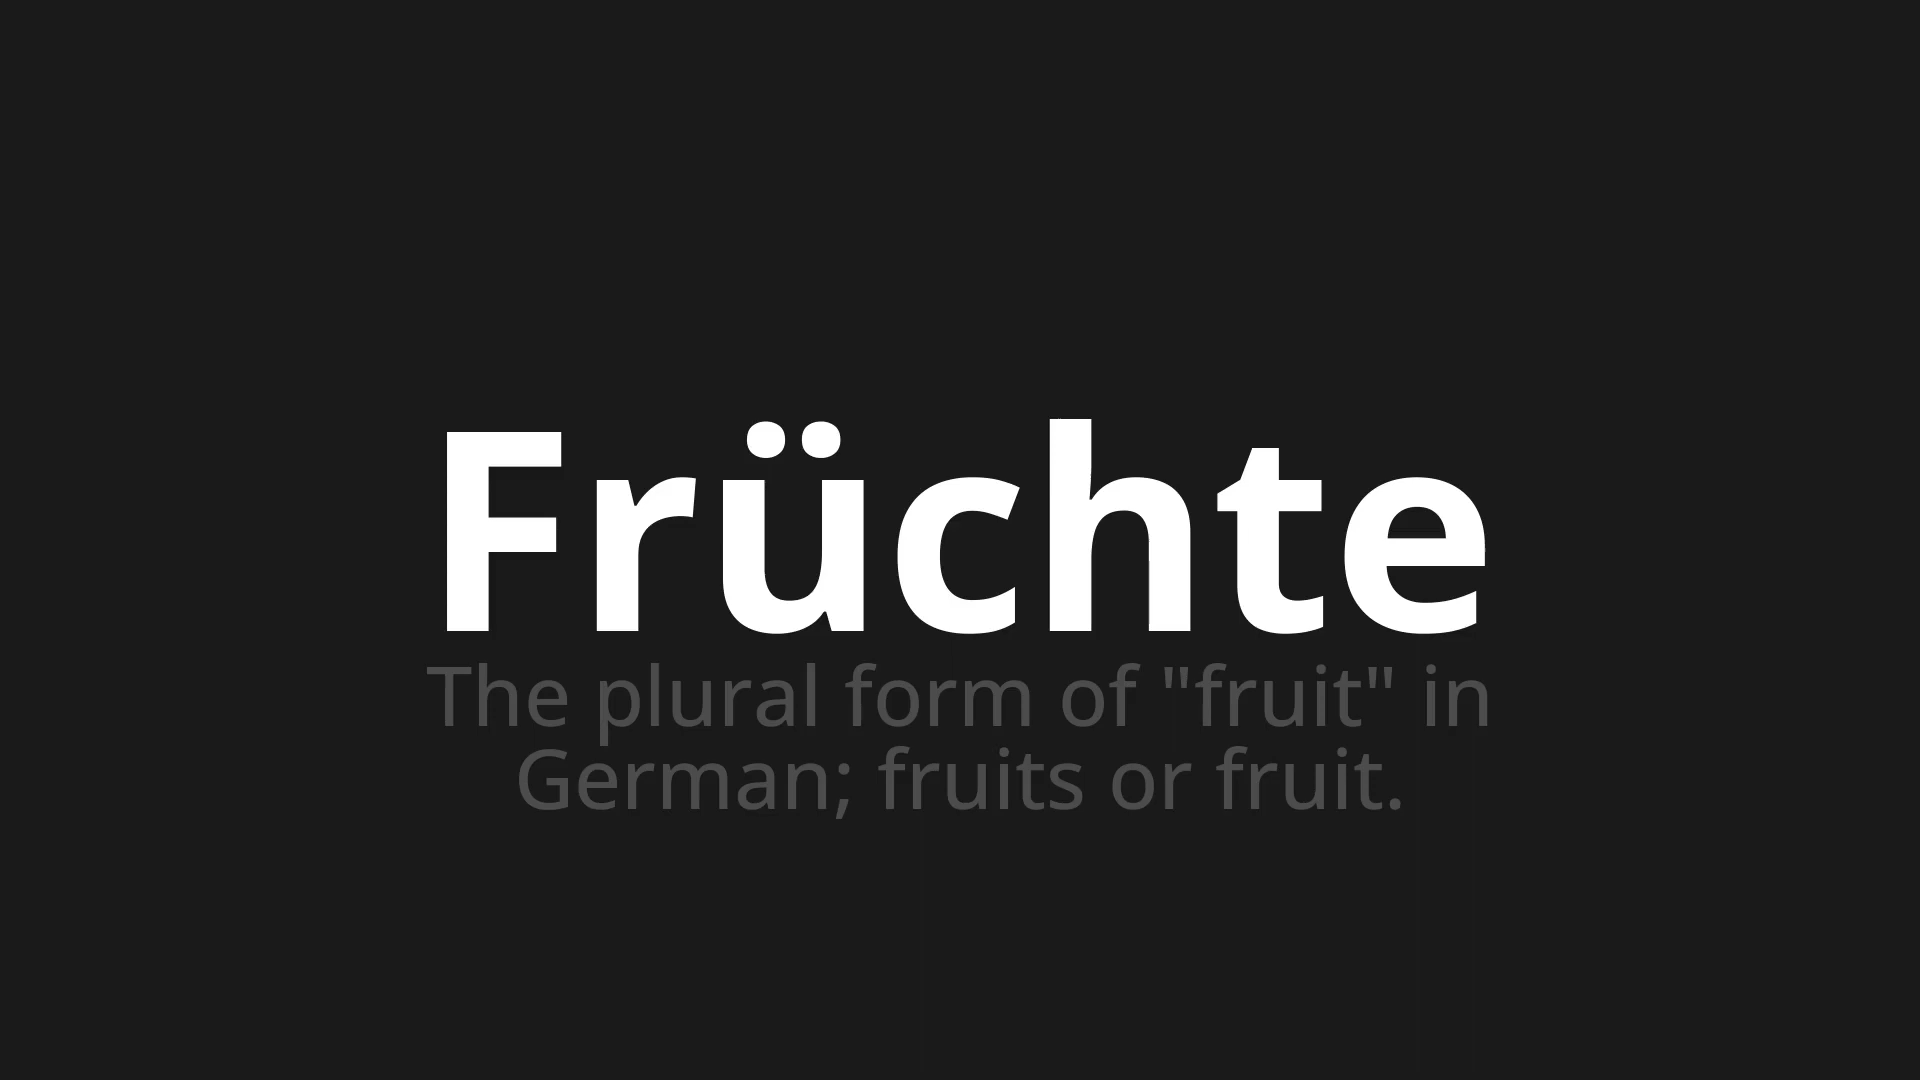 Früchte
The plural form of "fruit" in
German; fruits or fruit.